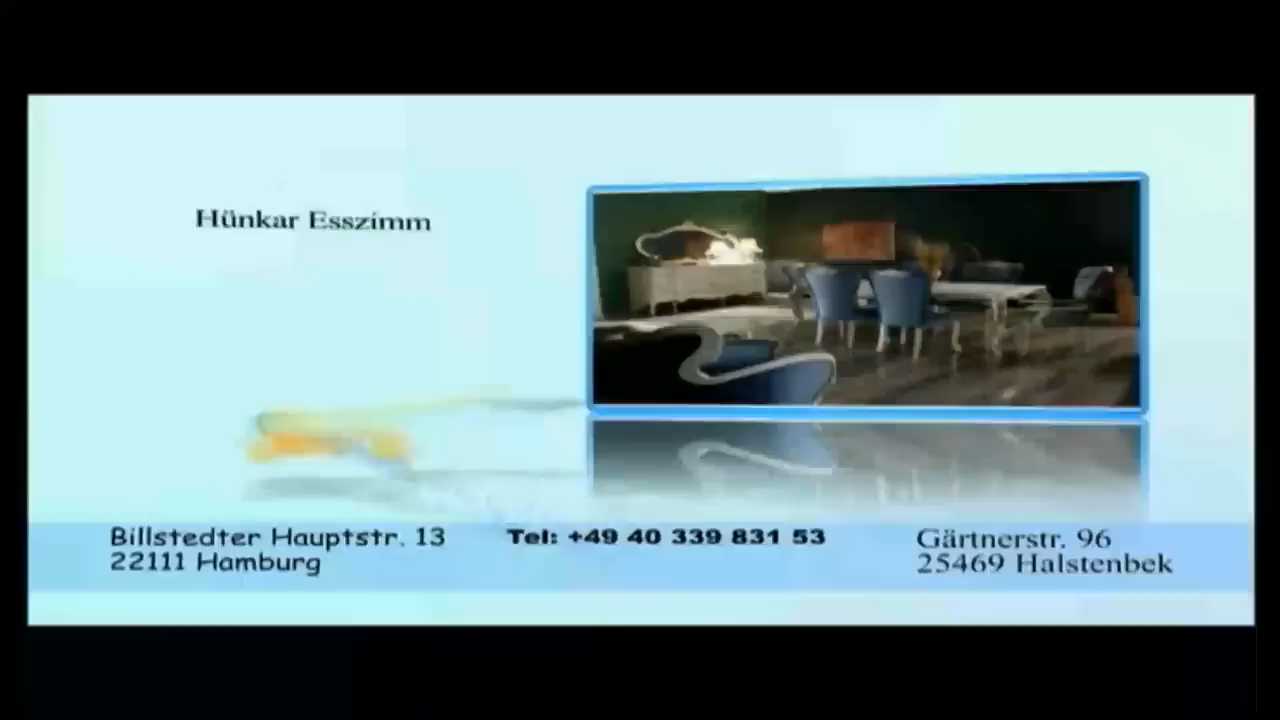 Hünkar Esszimm
Billstedter Hauptstr. 13
22111 Hamburg
Tel: +49 40 339 831 53
Gärtnerstr. 96
25469 Halstenbek